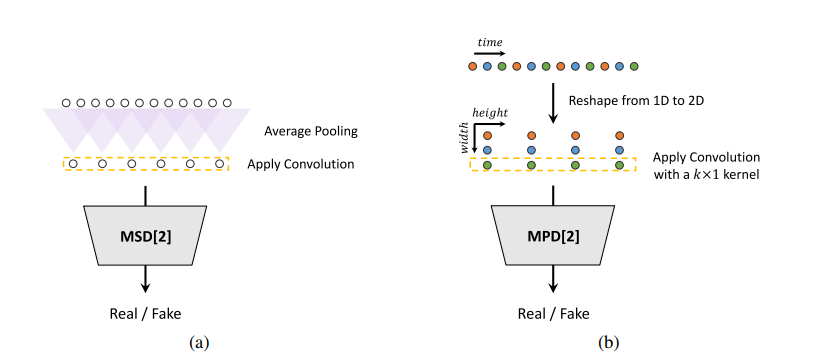 Average Pooling
Apply Convolution
MSD[2]
Real / Fake
(a)
time
Reshape from 1D to 2D
height
width
Apply Convolution
with a k×1 kernel
MPD[2]
Real / Fake
(b)